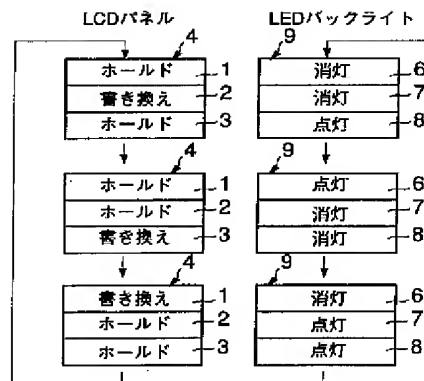 LCDパネル LEDバックライト
4 9
ホールド 1 消灯 6
書き換え 2 消灯 7
ホールド 3 点灯 8
4 9
ホールド 1 点灯 6
ホールド 2 消灯 7
書き換え 3 消灯 8
4 9
書き換え 1 消灯 6
ホールド 2 点灯 7
ホールド 3 点灯 8